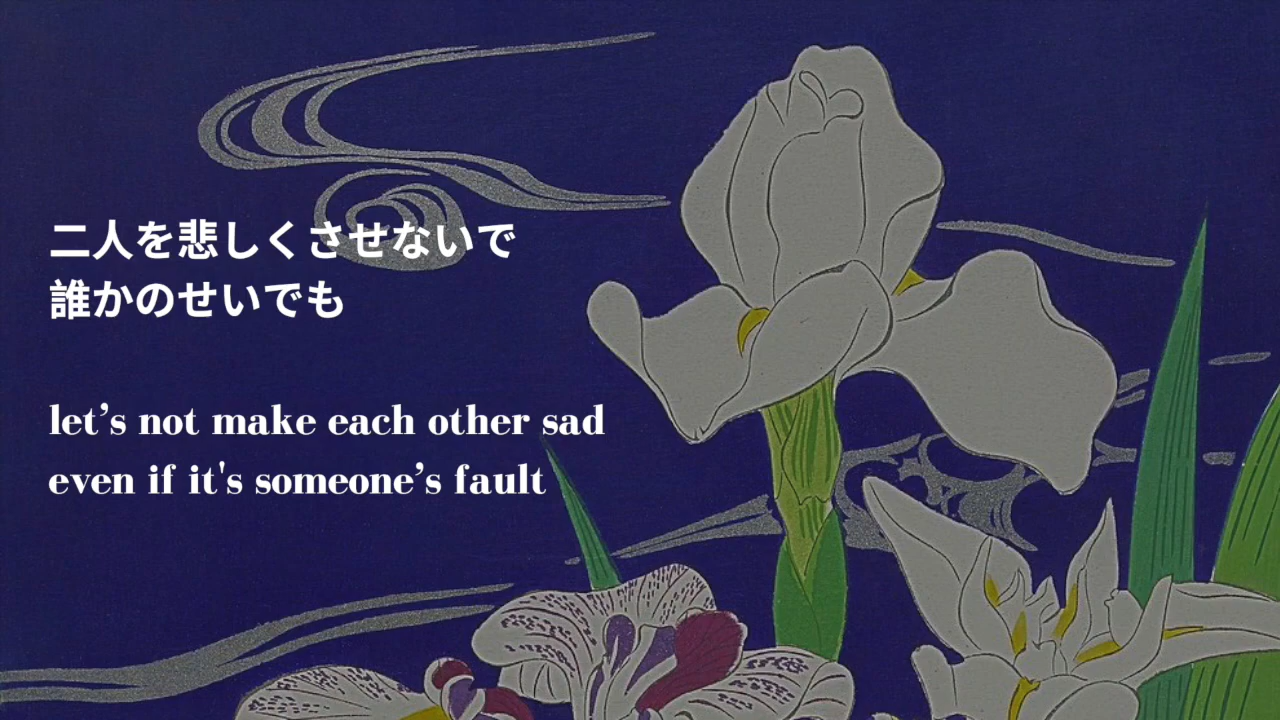 二人を悲しくさせないで
誰かのせいでも
let’s not make each other sad
even if it's someone’s fault